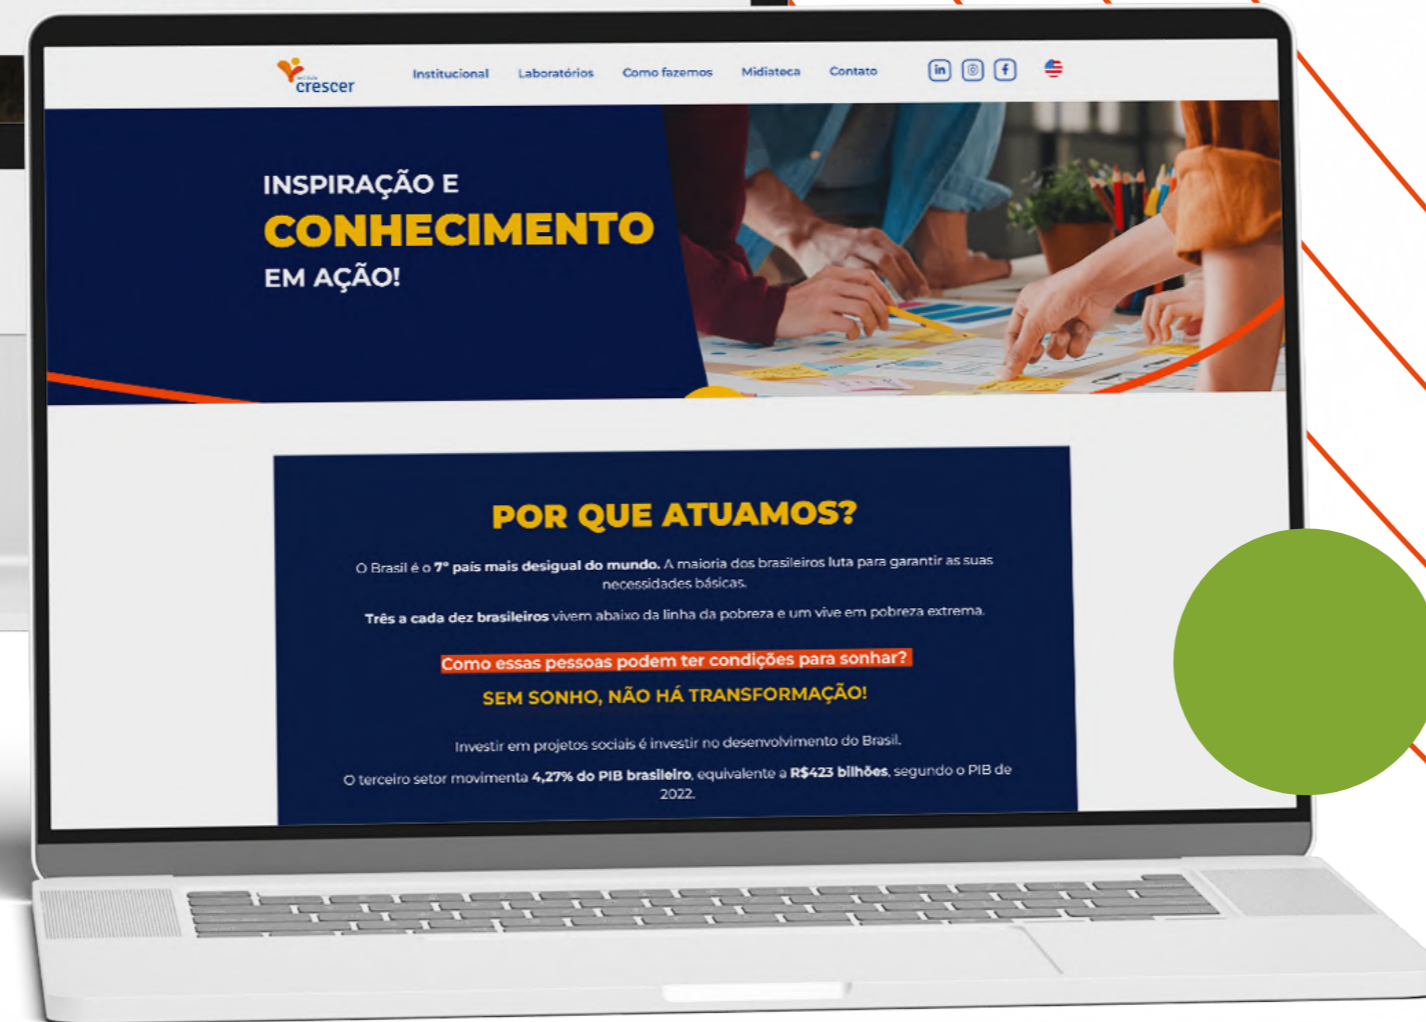 crescer
Institucional
Laboratórios
Como fazemos
Midiateca
Contato
in
f
INSPIRAÇÃO E
CONHECIMENTO
EM AÇÃO!
POR QUE ATUAMOS?
O Brasil é o 7º país mais desigual do mundo. A maioria dos brasileiros luta para garantir as suas
necessidades básicas.
Três a cada dez brasileiros vivem abaixo da linha da pobreza e um vive em pobreza extrema.
Como essas pessoas podem ter condições para sonhar?
SEM SONHO, NÃO HÁ TRANSFORMAÇÃO!
Investir em projetos sociais é investir no desenvolvimento do Brasil.
O terceiro setor movimenta 4,27% do PIB brasileiro, equivalente a R$423 bilhões, segundo o PIB de
2022.